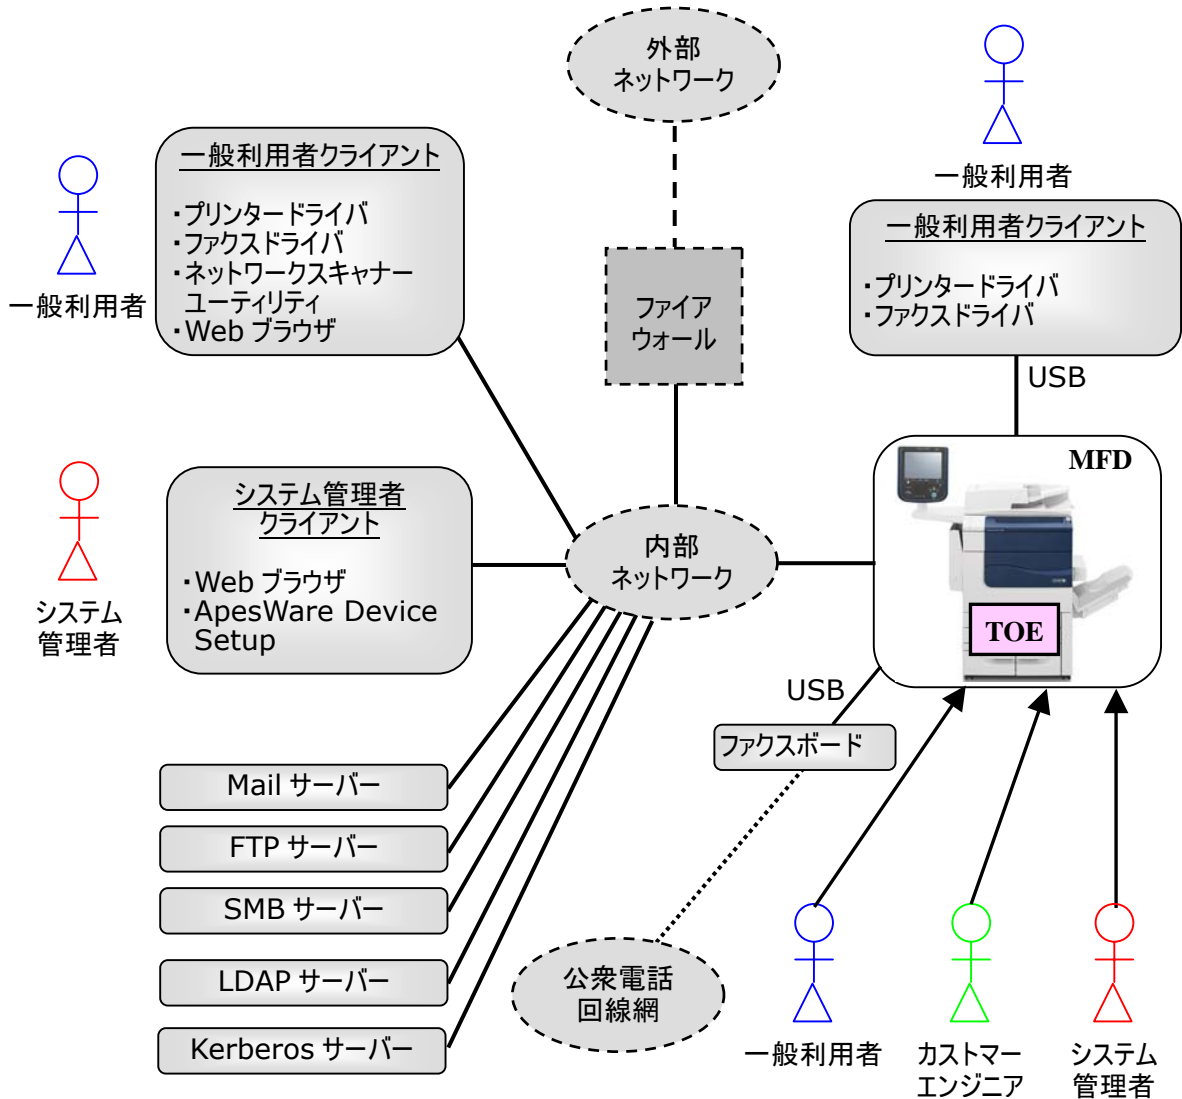 外部
ネットワーク
一般利用者
一般利用者クライアント
・プリンタードライバ
・ファクスドライバ
・ネットワークスキャナー
ユーティリティ
・Web ブラウザ
一般利用者
一般利用者クライアント
・プリンタードライバ
・ファクスドライバ
ファイア
ウォール
USB
MFD
TOE
システム管理者
クライアント
・Web ブラウザ
・ApesWare Device
Setup
システム
管理者
内部
ネットワーク
USB
ファクスボード
Mail サーバー
FTP サーバー
SMB サーバー
LDAP サーバー
Kerberos サーバー
公衆電話
回線網
一般利用者
カストマー
エンジニア
システム
管理者